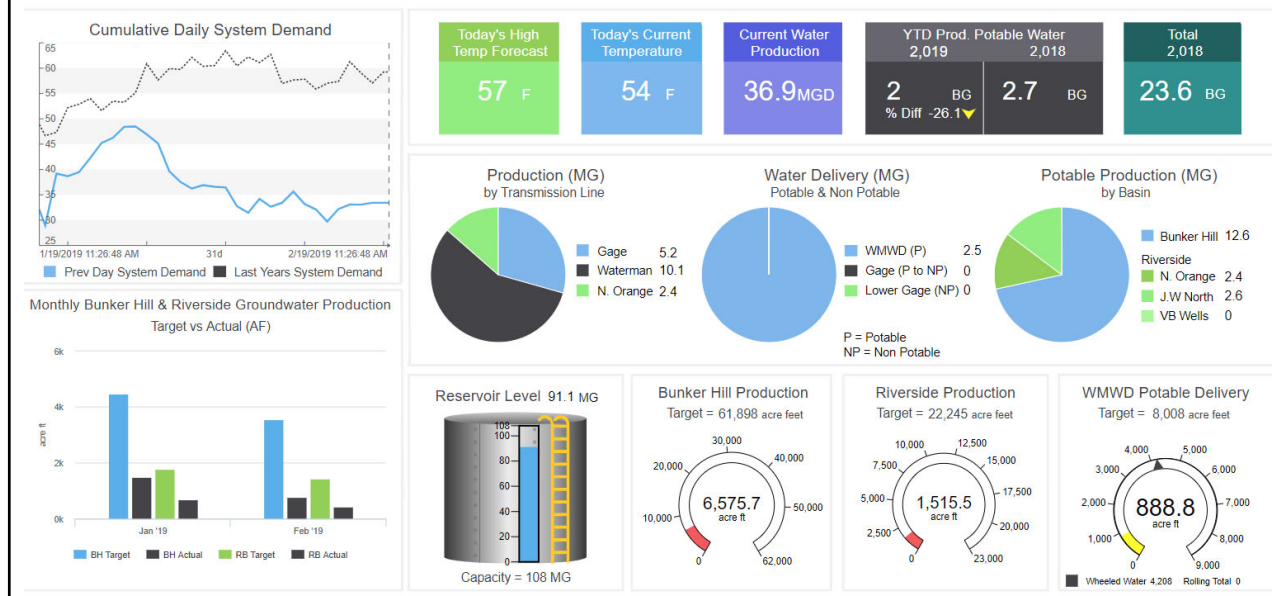 Cumulative Daily System Demand
65
60
55
50
45
40
35
30
25
1/19/2019 11:26:48 AM 31d 2/19/2019 11:26:48 AM
Prev Day System Demand Last Years System Demand
Today's High
Temp Forecast
57 F
Today's Current
Temperature
54 F
Current Water
Production
36.9 MGD
YTD Prod. Potable Water
2,019 2,018
2 BG 2.7 BG
% Diff -26.1
Total
2,018
23.6 BG
Production (MG)
by Transmission Line
Gage 5.2
Waterman 10.1
N. Orange 2.4
Water Delivery (MG)
Potable & Non Potable
WMWD (P) 2.5
Gage (P to NP) 0
Lower Gage (NP) 0
P = Potable
NP = Non Potable
Potable Production (MG)
by Basin
Bunker Hill 12.6
Riverside
N. Orange 2.4
J.W North 2.6
VB Wells 0
Monthly Bunker Hill & Riverside Groundwater Production
Target vs Actual (AF)
6k
4k
2k
0k
acre ft
Jan '19 Feb '19
BH Target BH Actual RB Target RB Actual
Reservoir Level 91.1 MG
108
100
80
60
40
20
0
Capacity = 108 MG
Bunker Hill Production
Target = 61,898 acre feet
0
10,000
20,000
30,000
40,000
50,000
62,000
6,575.7
acre ft
Riverside Production
Target = 22,245 acre feet
0
2,500
5,000
7,500
10,000
12,500
15,000
17,500
20,000
23,000
1,515.5
acre ft
WMWD Potable Delivery
Target = 8,008 acre feet
0
1,000
2,000
3,000
4,000
5,000
6,000
7,000
8,000
9,000
888.8
acre ft
Wheeled Water 4,208 Rolling Total 0